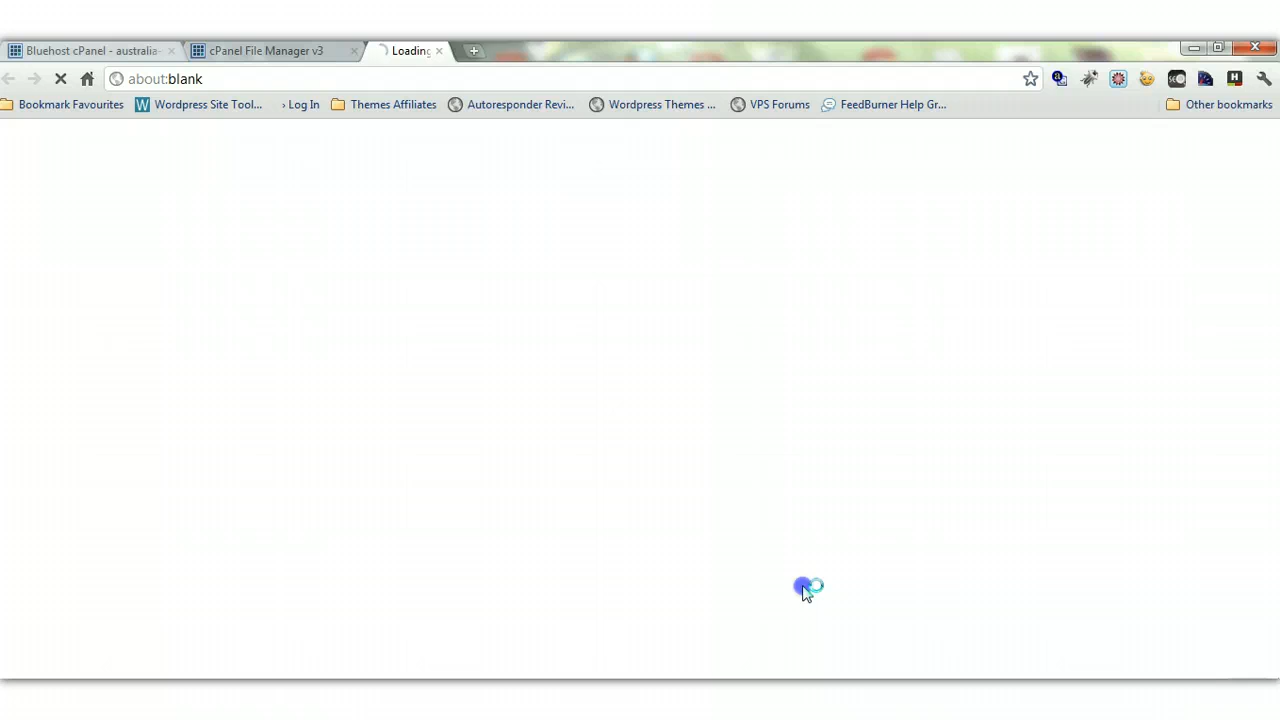 Bluehost cPanel - australia-
cPanel File Manager v3
Loading
about:blank
Bookmark Favourites
Wordpress Site Tool...
› Log In
Themes Affiliates
Autoresponder Revi...
Wordpress Themes ...
VPS Forums
FeedBurner Help Gr...
Other bookmarks